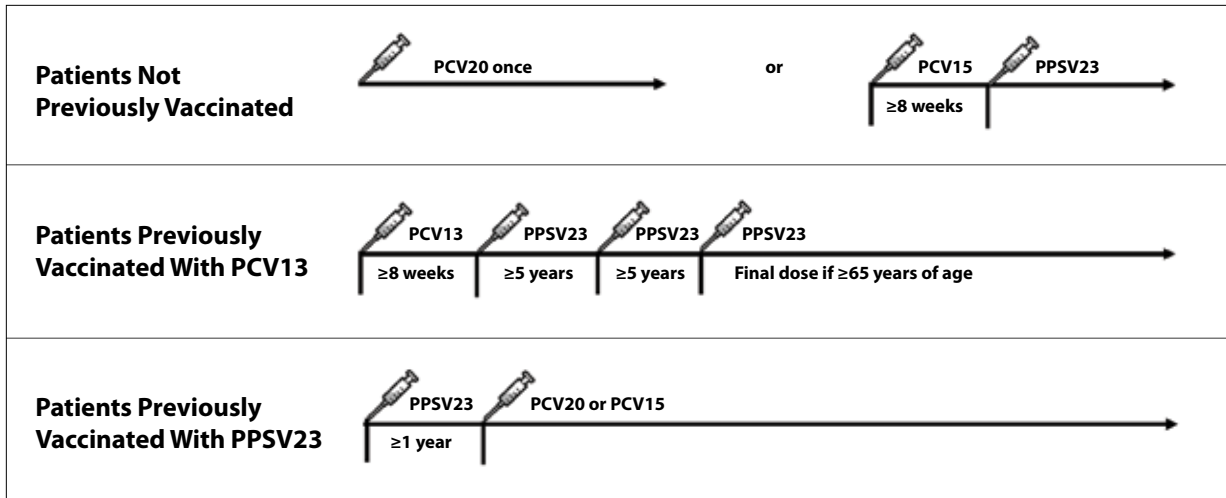 Patients Not
Previously Vaccinated
PCV20 once
or
PCV15
PPSV23
≥8 weeks
Patients Previously
Vaccinated With PCV13
PCV13
PPSV23
PPSV23
PPSV23
≥8 weeks
≥5 years
≥5 years
Final dose if ≥65 years of age
Patients Previously
Vaccinated With PPSV23
PPSV23
PCV20 or PCV15
≥1 year